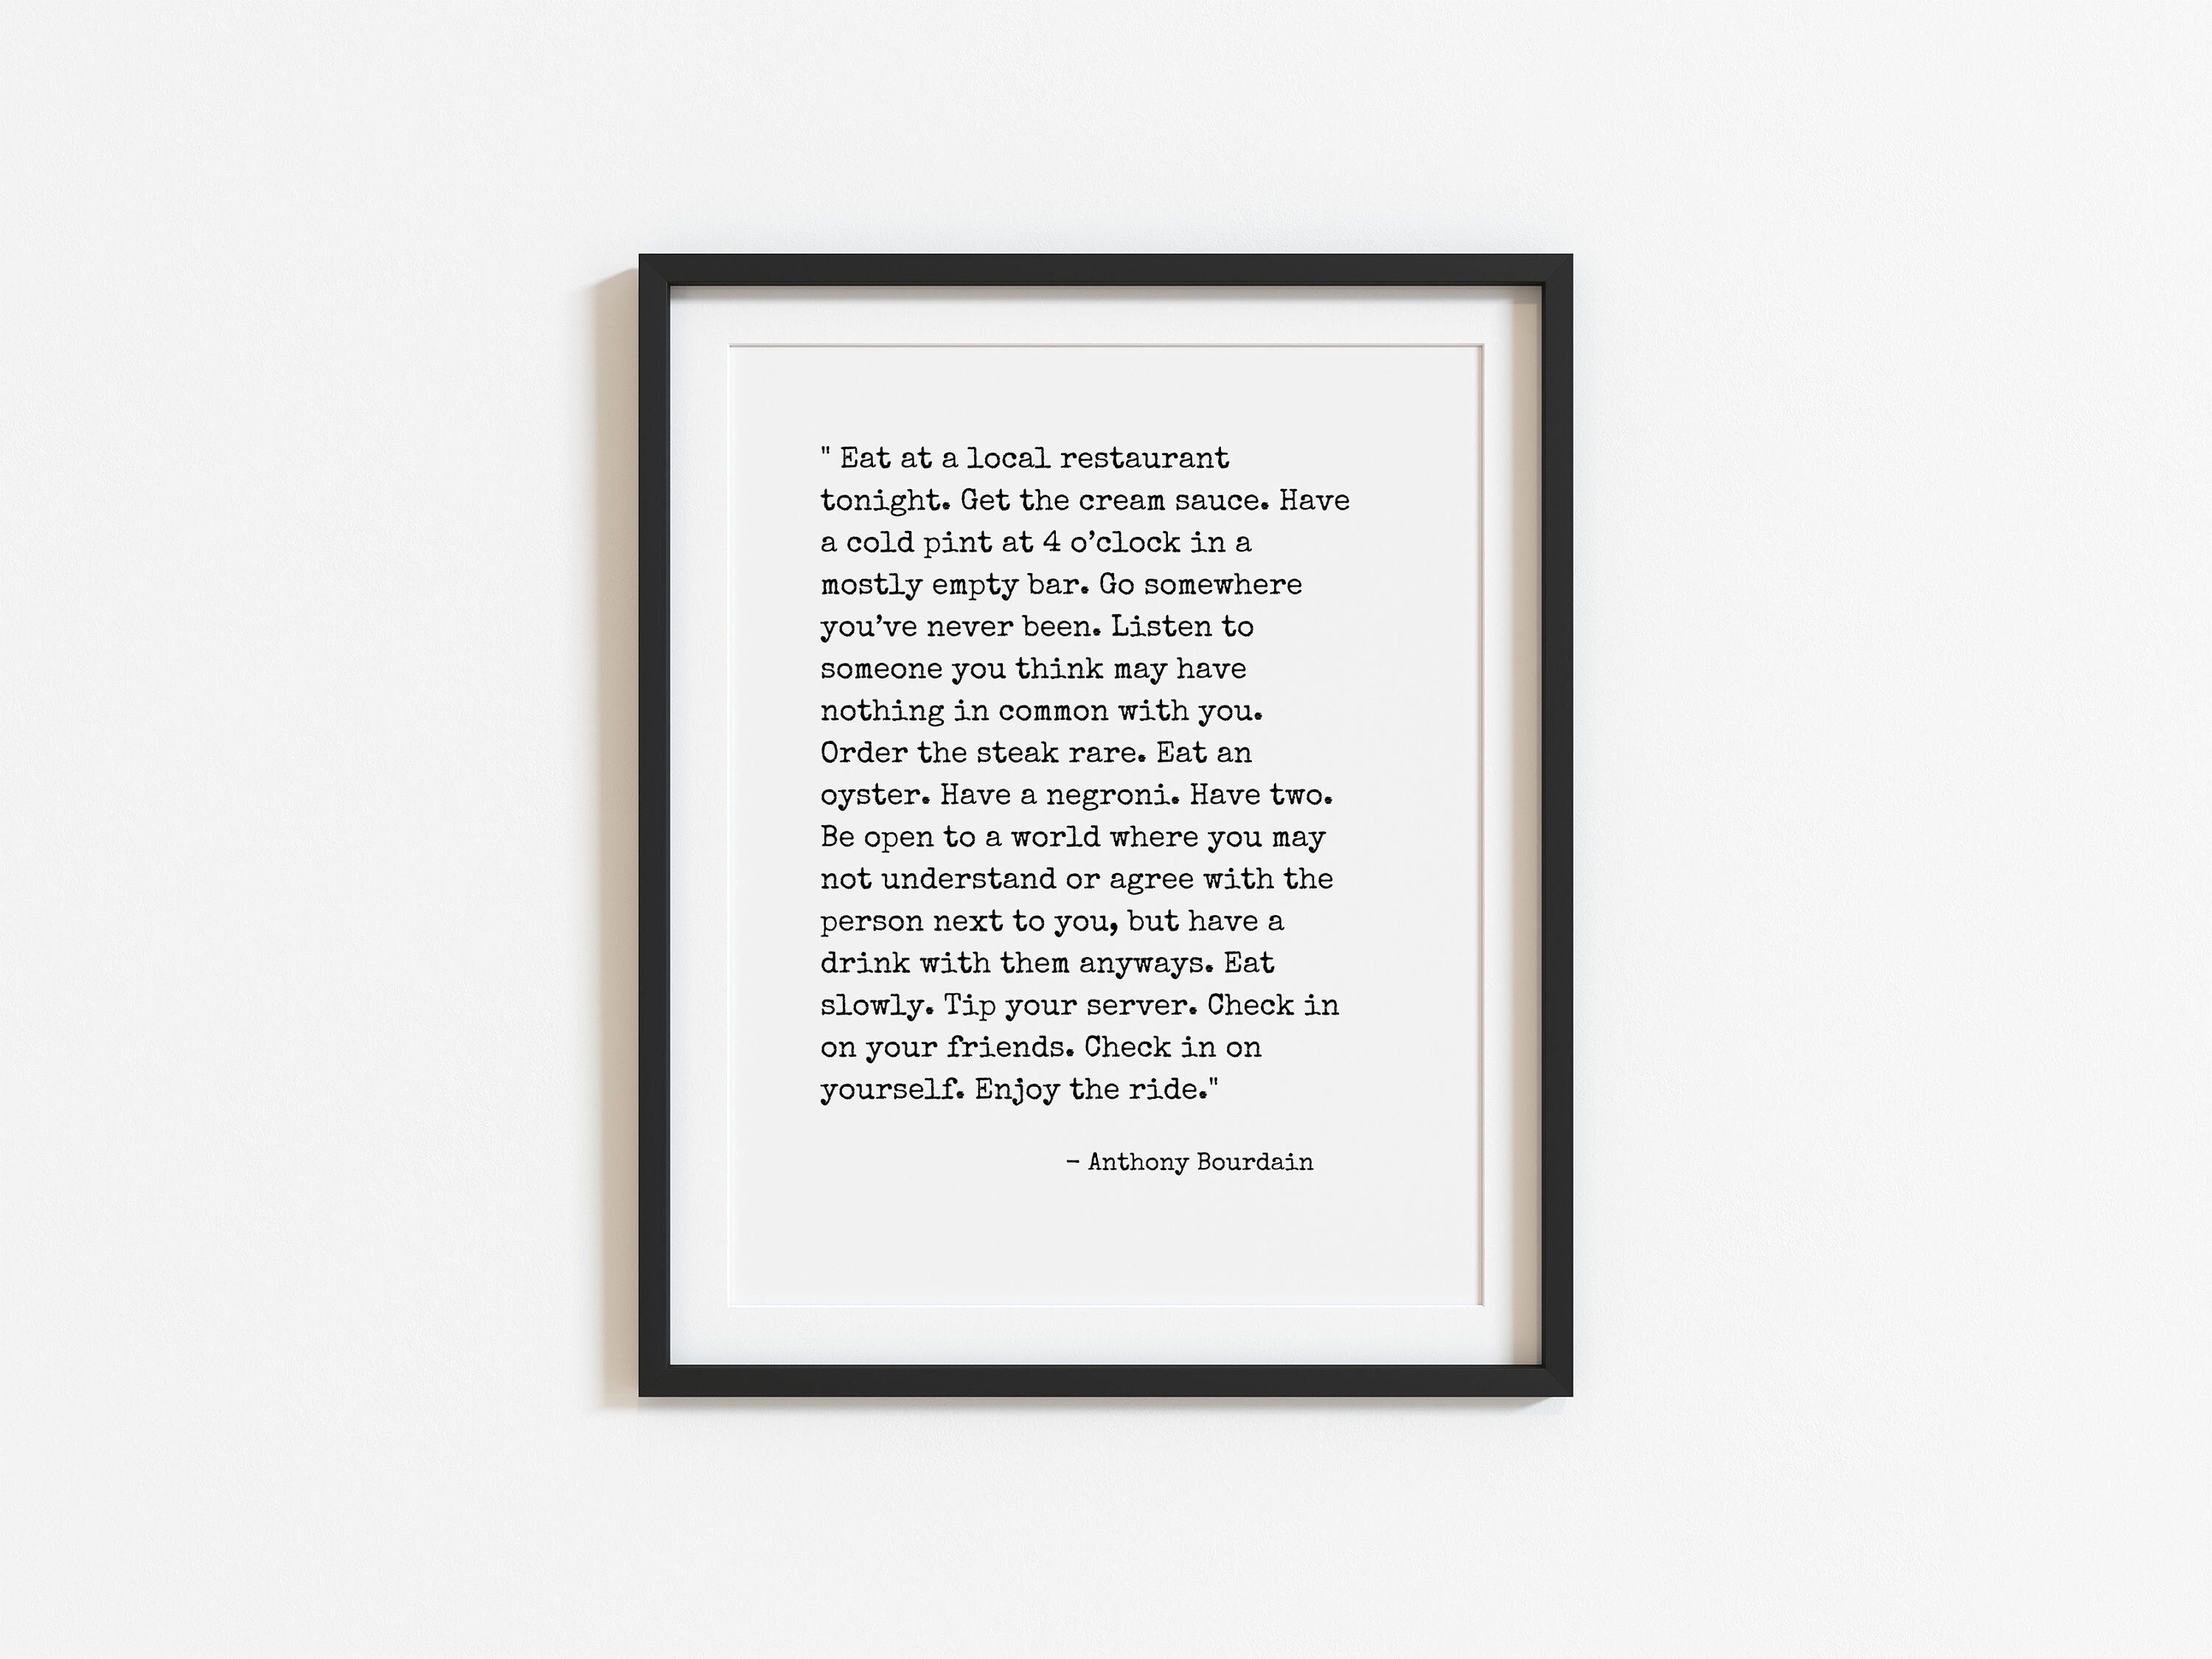 " Eat at a local restaurant
tonight. Get the cream sauce. Have
a cold pint at 4 o’clock in a
mostly empty bar. Go somewhere
you’ve never been. Listen to
someone you think may have
nothing in common with you.
Order the steak rare. Eat an
oyster. Have a negroni. Have two.
Be open to a world where you may
not understand or agree with the
person next to you, but have a
drink with them anyways. Eat
slowly. Tip your server. Check in
on your friends. Check in on
yourself. Enjoy the ride."
– Anthony Bourdain